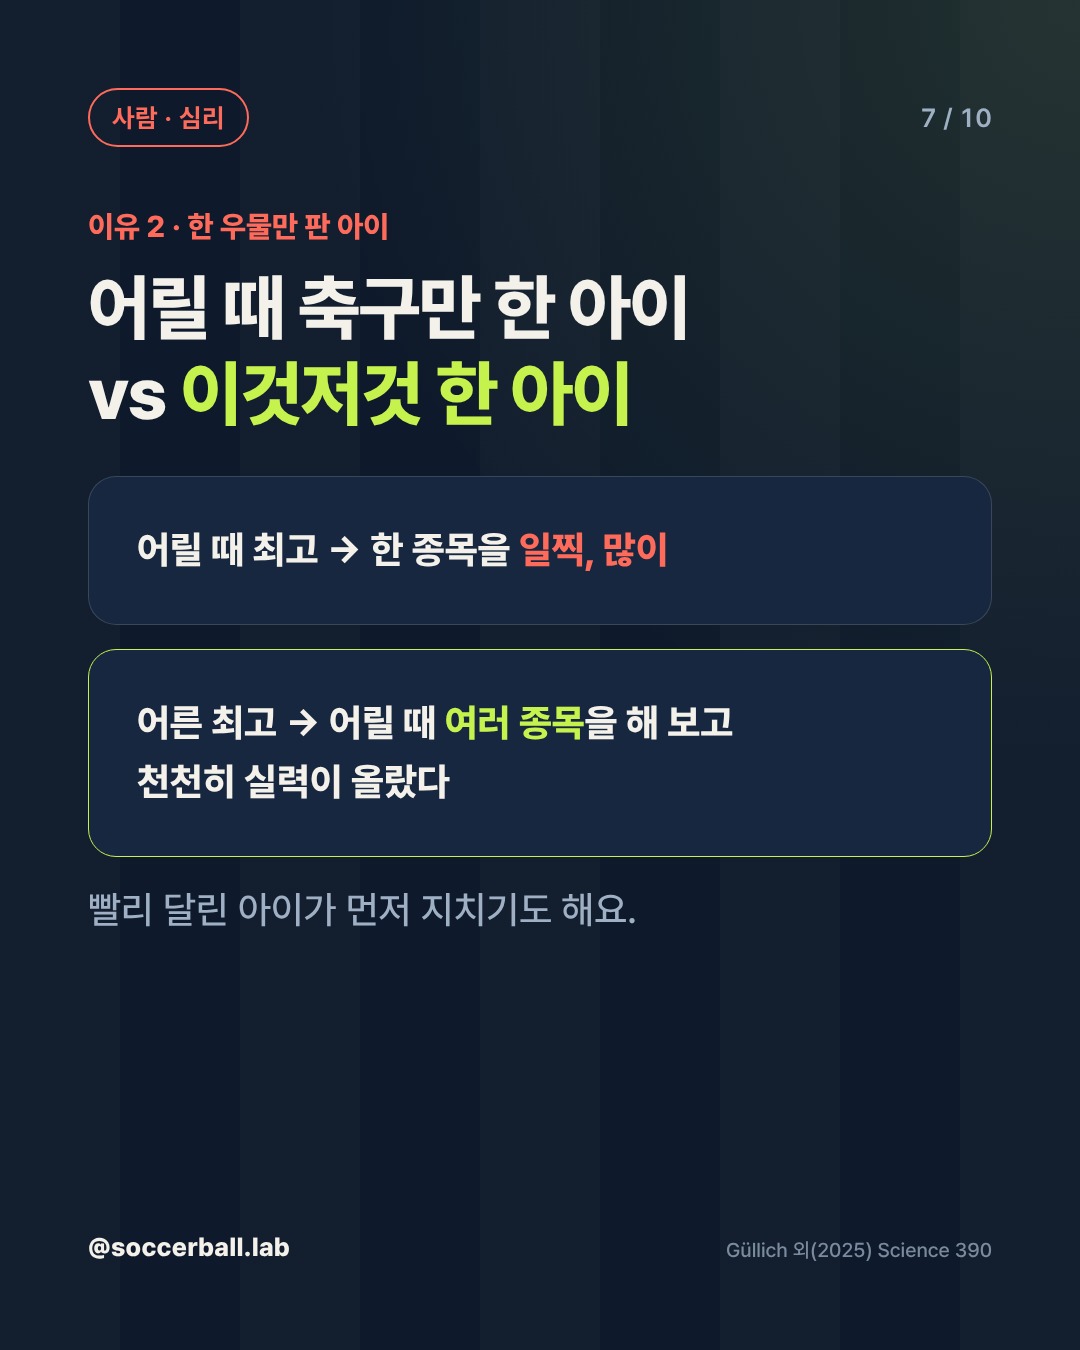 사람 · 심리
7 / 10
이유 2 · 한 우물만 판 아이
어릴 때 축구만 한 아이
vs 이것저것 한 아이
어릴 때 최고 → 한 종목을 일찍, 많이
어른 최고 → 어릴 때 여러 종목을 해 보고
천천히 실력이 올랐다
빨리 달린 아이가 먼저 지치기도 해요.
@soccerball.lab
Güllich 외(2025) Science 390